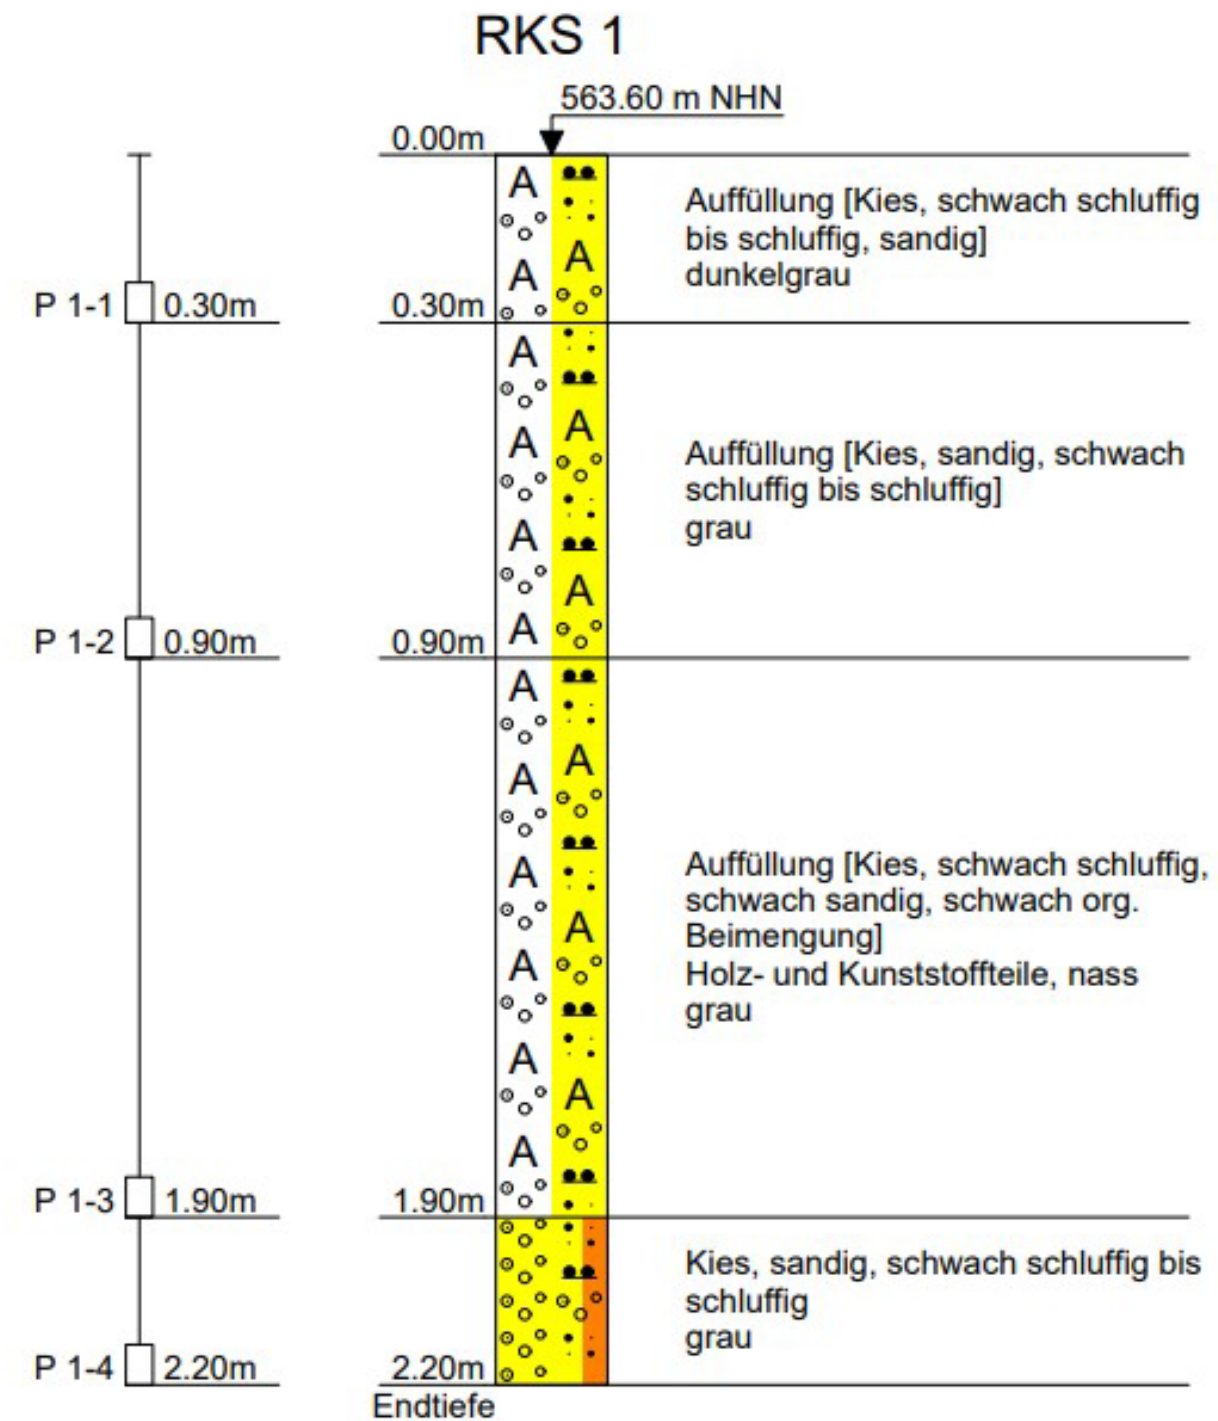 RKS 1
563.60 m NHN
0.00m
A
A
Auffüllung [Kies, schwach schluffig
bis schluffig, sandig]
dunkelgrau
A
A
P 1-1 0.30m 0.30m
A
A
Auffüllung [Kies, sandig, schwach
schluffig bis schluffig]
grau
A
A
A
A
P 1-2 0.90m 0.90m
A
A
A
Auffüllung [Kies, schwach schluffig,
schwach sandig, schwach org.
Beimengung]
Holz- und Kunststoffteile, nass
grau
A
A
A
A
A
A
P 1-3 1.90m 1.90m
Kies, sandig, schwach schluffig bis
schluffig
grau
P 1-4 2.20m 2.20m
Endtiefe